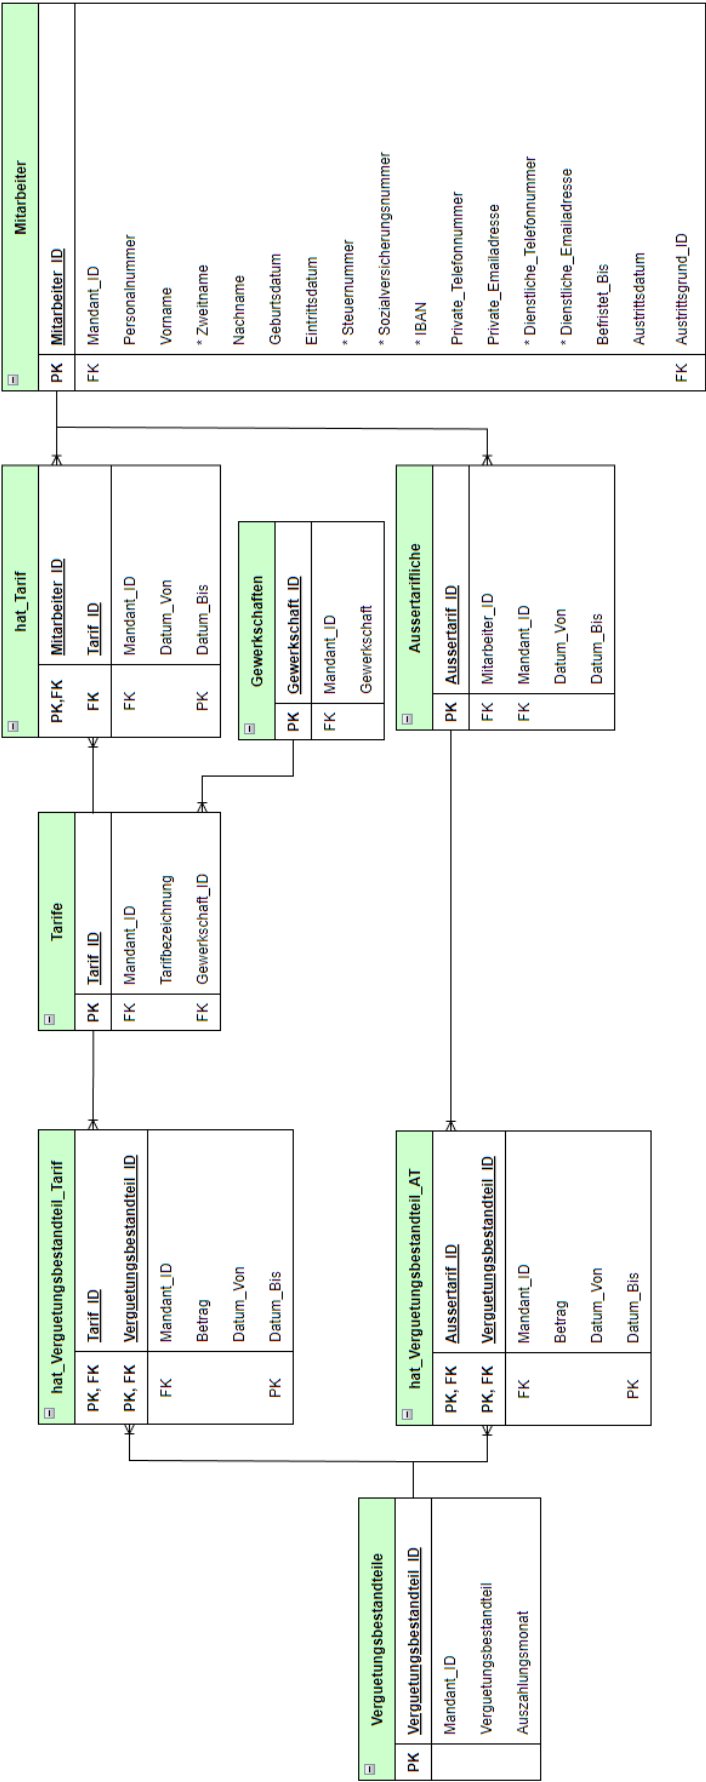 Mitarbeiter
PK Mitarbeiter_ID
FK Mandant_ID
Personalnummer
Vorname
* Zweitname
Nachname
Geburtsdatum
Eintrittsdatum
* Steuernummer
* Sozialversicherungsnummer
* IBAN
Private_Telefonnummer
Private_Emailadresse
* Dienstliche_Telefonnummer
* Dienstliche_Emailadresse
Befristet_Bis
Austrittsdatum
FK Austrittsgrund_ID
hat_Tarif
PK,FK Mitarbeiter_ID
FK Tarif_ID
FK Mandant_ID
Datum_Von
PK Datum_Bis
Gewerkschaften
PK Gewerkschaft_ID
FK Mandant_ID
Gewerkschaft
Aussertarifliche
PK Aussertarif_ID
FK Mitarbeiter_ID
FK Mandant_ID
Datum_Von
Datum_Bis
Tarife
PK Tarif_ID
FK Mandant_ID
Tarifbezeichnung
FK Gewerkschaft_ID
hat_Verguetungsbestandteil_Tarif
PK, FK Tarif_ID
PK, FK Verguetungsbestandteil_ID
FK Mandant_ID
Betrag
Datum_Von
PK Datum_Bis
hat_Verguetungsbestandteil_AT
PK, FK Aussertarif_ID
PK, FK Verguetungsbestandteil_ID
FK Mandant_ID
Betrag
Datum_Von
PK Datum_Bis
Verguetungsbestandteile
PK Verguetungsbestandteil_ID
Mandant_ID
Verguetungsbestandteil
Auszahlungsmonat